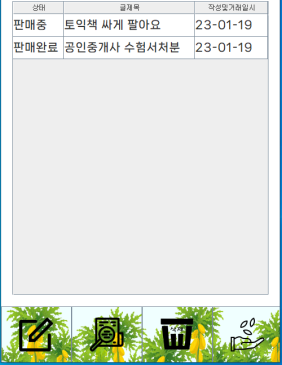 상태 글제목 작성및거래일시
판매중 토익책 싸게 팔아요 23-01-19
판매완료 공인중개사 수험서처분 23-01-19
삭제